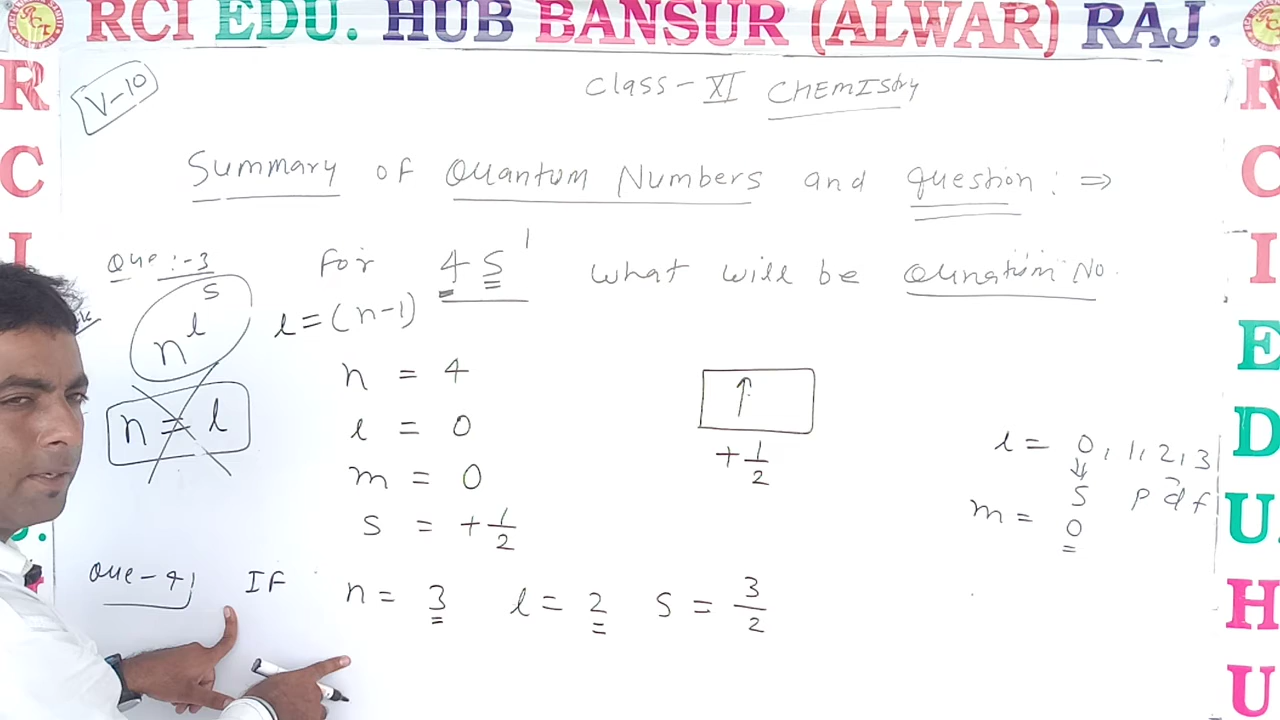 RCI EDU. HUB BANSUR (ALWAR) RAJ.
R
C
I
R
C
I
E
D
U.
H
U
V-10
Class - XI CHEMIStry
Summary of Quantum Numbers and question : ⇒
Que :- 3 For 4s¹ what will be Qunatum No.
n l s
l = (n-1)
n = l
n = 4
l = 0
m = 0
s = +1/2
↑
+1/2
l = 0, 1, 2, 3
s p d f
m = 0
Que - 4) IF n = 3 l = 2 s = 3/2